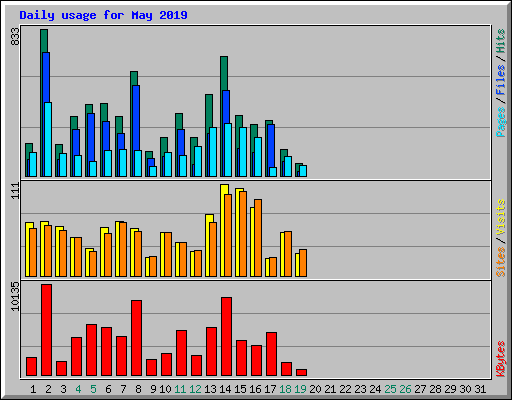 Daily usage for May 2019
833
Pages/Files/Hits
111
Sites/Visits
10135
KBytes
1 2 3 4 5 6 7 8 9 10 11 12 13 14 15 16 17 18 19 20 21 22 23 24 25 26 27 28 29 30 31